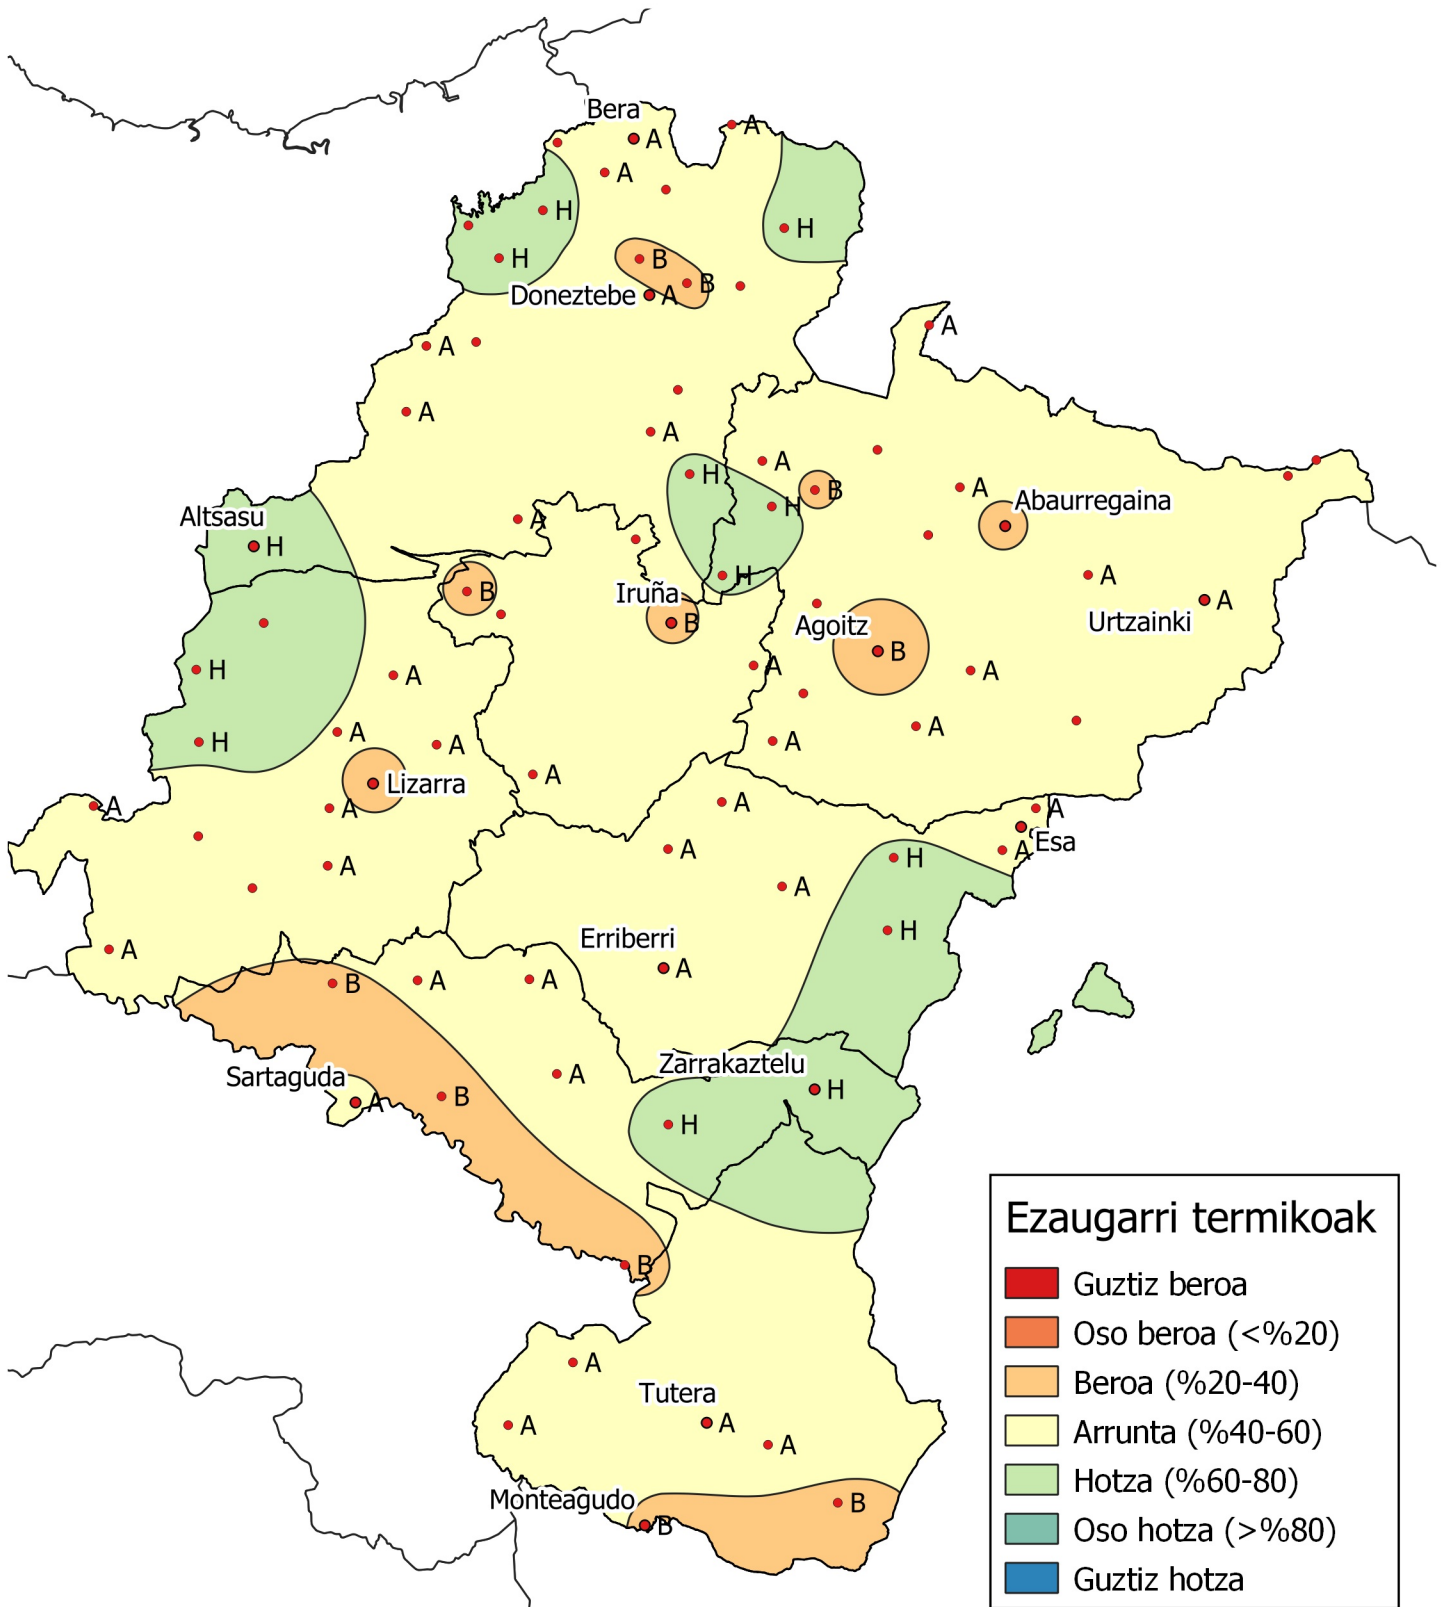 Bera
A
A
A
H
H
H
B
B
Doneztebe
A
A
A
A
A
H
A
B
H
A
Abaurregaina
Altsasu
H
A
H
A
B
Iruña
B
Agoitz
B
Urtzainki
A
H
A
A
A
H
A
A
A
A
A
Lizarra
A
A
A
A
A
Esa
A
A
A
H
A
H
Erriberri
A
A
B
A
A
Sartaguda
A
B
A
Zarrakaztelu
H
H
B
A
Tutera
A
A
A
Monteagudo
B
B
Ezaugarri termikoak
Guztiz beroa
Oso beroa (<%20)
Beroa (%20-40)
Arrunta (%40-60)
Hotza (%60-80)
Oso hotza (>%80)
Guztiz hotza